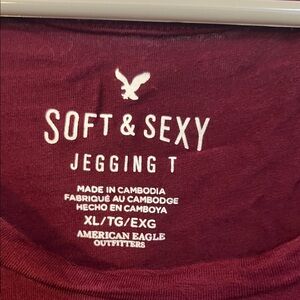 SOFT & SEXY
JEGGING T
MADE IN CAMBODIA
FABRIQUÉ AU CAMBODGE
HECHO EN CAMBOYA
XL/TG/EXG
AMERICAN EAGLE
OUTFITTERS